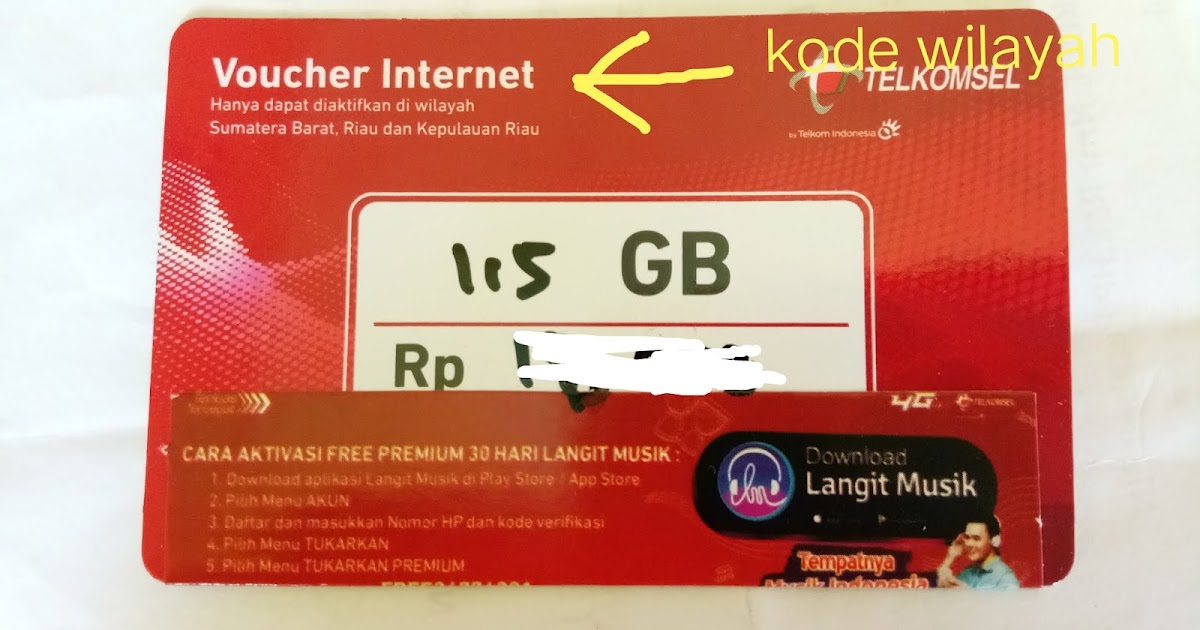 kode wilayah
Voucher Internet
TELKOMSEL
Hanya dapat diaktifkan di wilayah
Sumatera Barat, Riau dan Kepulauan Riau
by Telkom Indonesia
1,5 GB
Rp
4G
TELKOMSEL
CARA AKTIVASI FREE PREMIUM 30 HARI LANGIT MUSIK :
1. Download aplikasi Langit Musik di Play Store / App Store
2. Pilih Menu AKUN
3. Daftar dan masukkan Nomor HP dan kode verifikasi
4. Pilih Menu TUKARKAN
5. Pilih Menu TUKARKAN PREMIUM
Download
Langit Musik
Tempatnya
Musik Indonesia